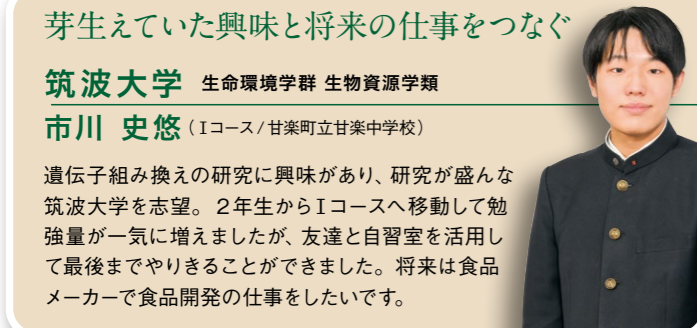 芽生えていた興味と将来の仕事をつなぐ
筑波大学 生命環境学群 生物資源学類
市川 史悠（Iコース/甘楽町立甘楽中学校）
遺伝子組み換えの研究に興味があり、研究が盛んな
筑波大学を志望。2年生からIコースへ移動して勉
強量が一気に増えましたが、友達と自習室を活用し
て最後までやりきることができました。将来は食品
メーカーで食品開発の仕事をしたいです。